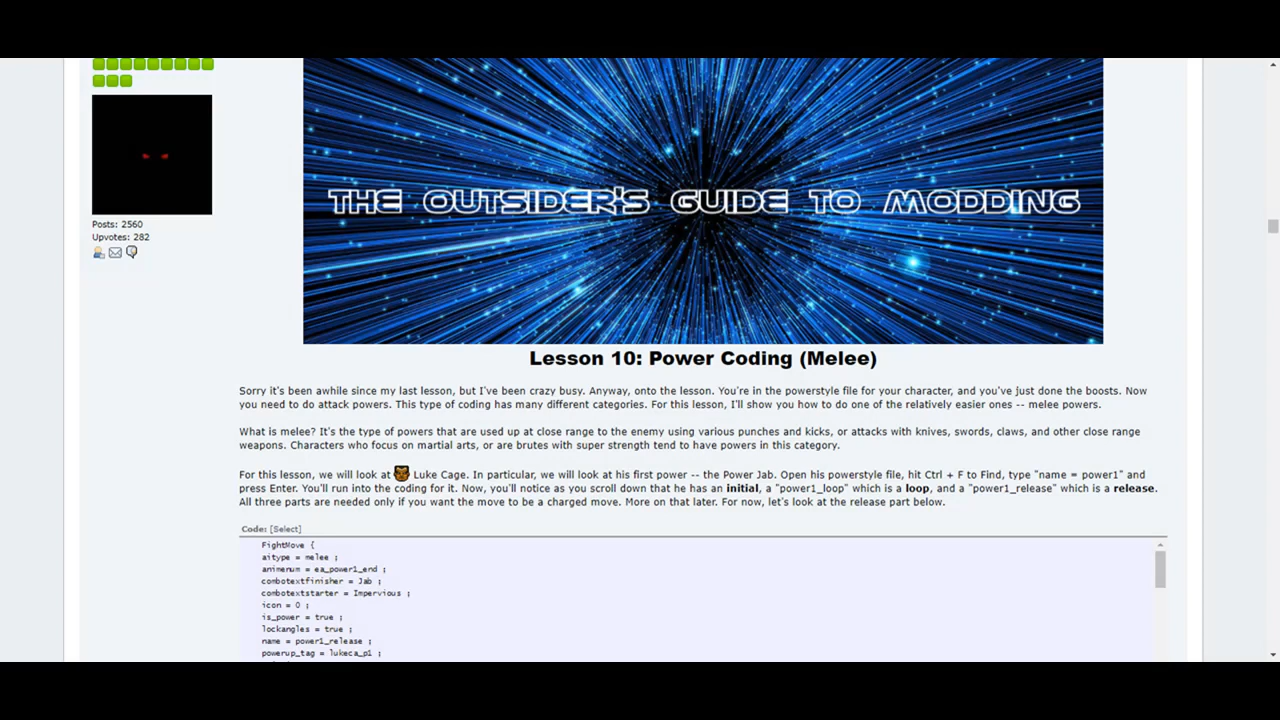 THE OUTSIDER'S GUIDE TO MODDING
Posts: 2560
Upvotes: 282
Lesson 10: Power Coding (Melee)
Sorry it's been awhile since my last lesson, but I've been crazy busy. Anyway, onto the lesson. You're in the powerstyle file for your character, and you've just done the boosts. Now
you need to do attack powers. This type of coding has many different categories. For this lesson, I'll show you how to do one of the relatively easier ones -- melee powers.
What is melee? It's the type of powers that are used up at close range to the enemy using various punches and kicks, or attacks with knives, swords, claws, and other close range
weapons. Characters who focus on martial arts, or are brutes with super strength tend to have powers in this category.
For this lesson, we will look at Luke Cage. In particular, we will look at his first power -- the Power Jab. Open his powerstyle file, hit Ctrl + F to Find, type "name = power1" and
press Enter. You'll run into the coding for it. Now, you'll notice as you scroll down that he has an initial, a "power1_loop" which is a loop, and a "power1_release" which is a release.
All three parts are needed only if you want the move to be a charged move. More on that later. For now, let's look at the release part below.
Code: [Select]
FightMove {
aitype = melee ;
animenum = ea_power1_end ;
combotextfinisher = Jab ;
combotextstarter = Impervious ;
icon = 0 ;
is_power = true ;
lockangles = true ;
name = power1_release ;
powerup_tag = lukeca_p1 ;